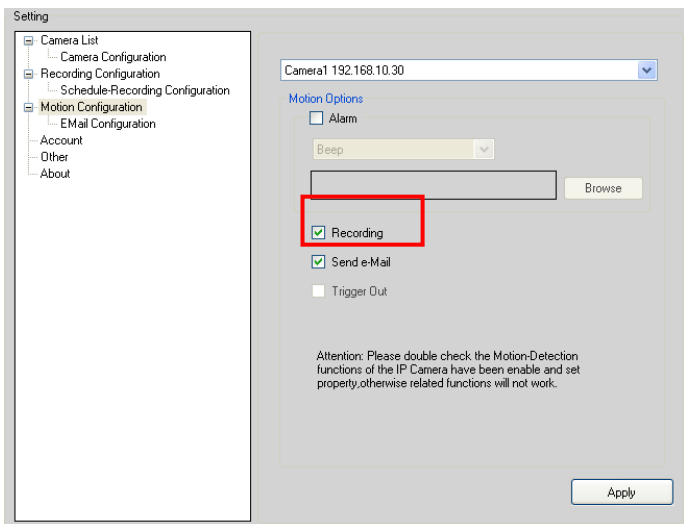 Setting
Camera List
Camera Configuration
Recording Configuration
Schedule-Recording Configuration
Motion Configuration
EMail Configuration
Account
Other
About
Camera1 192.168.10.30
Motion Options
Alarm
Beep
Browse
Recording
Send e-Mail
Trigger Out
Attention: Please double check the Motion-Detection
functions of the IP Camera have been enable and set
property,otherwise related functions will not work.
Apply